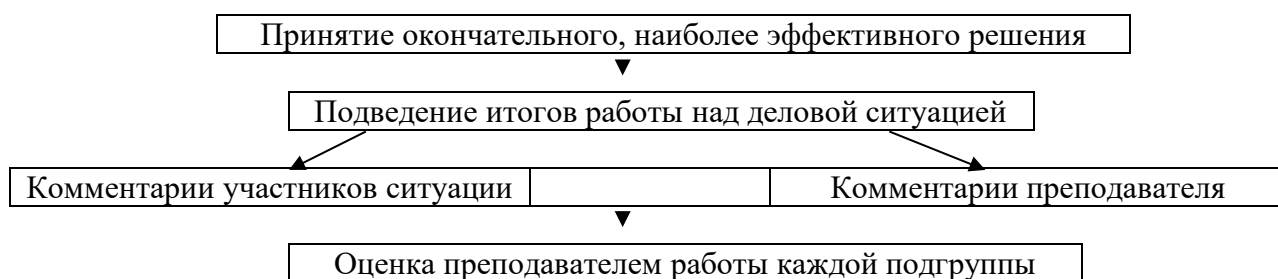 Принятие окончательного, наиболее эффективного решения
Подведение итогов работы над деловой ситуацией
Комментарии участников ситуации
Комментарии преподавателя
Оценка преподавателем работы каждой подгруппы